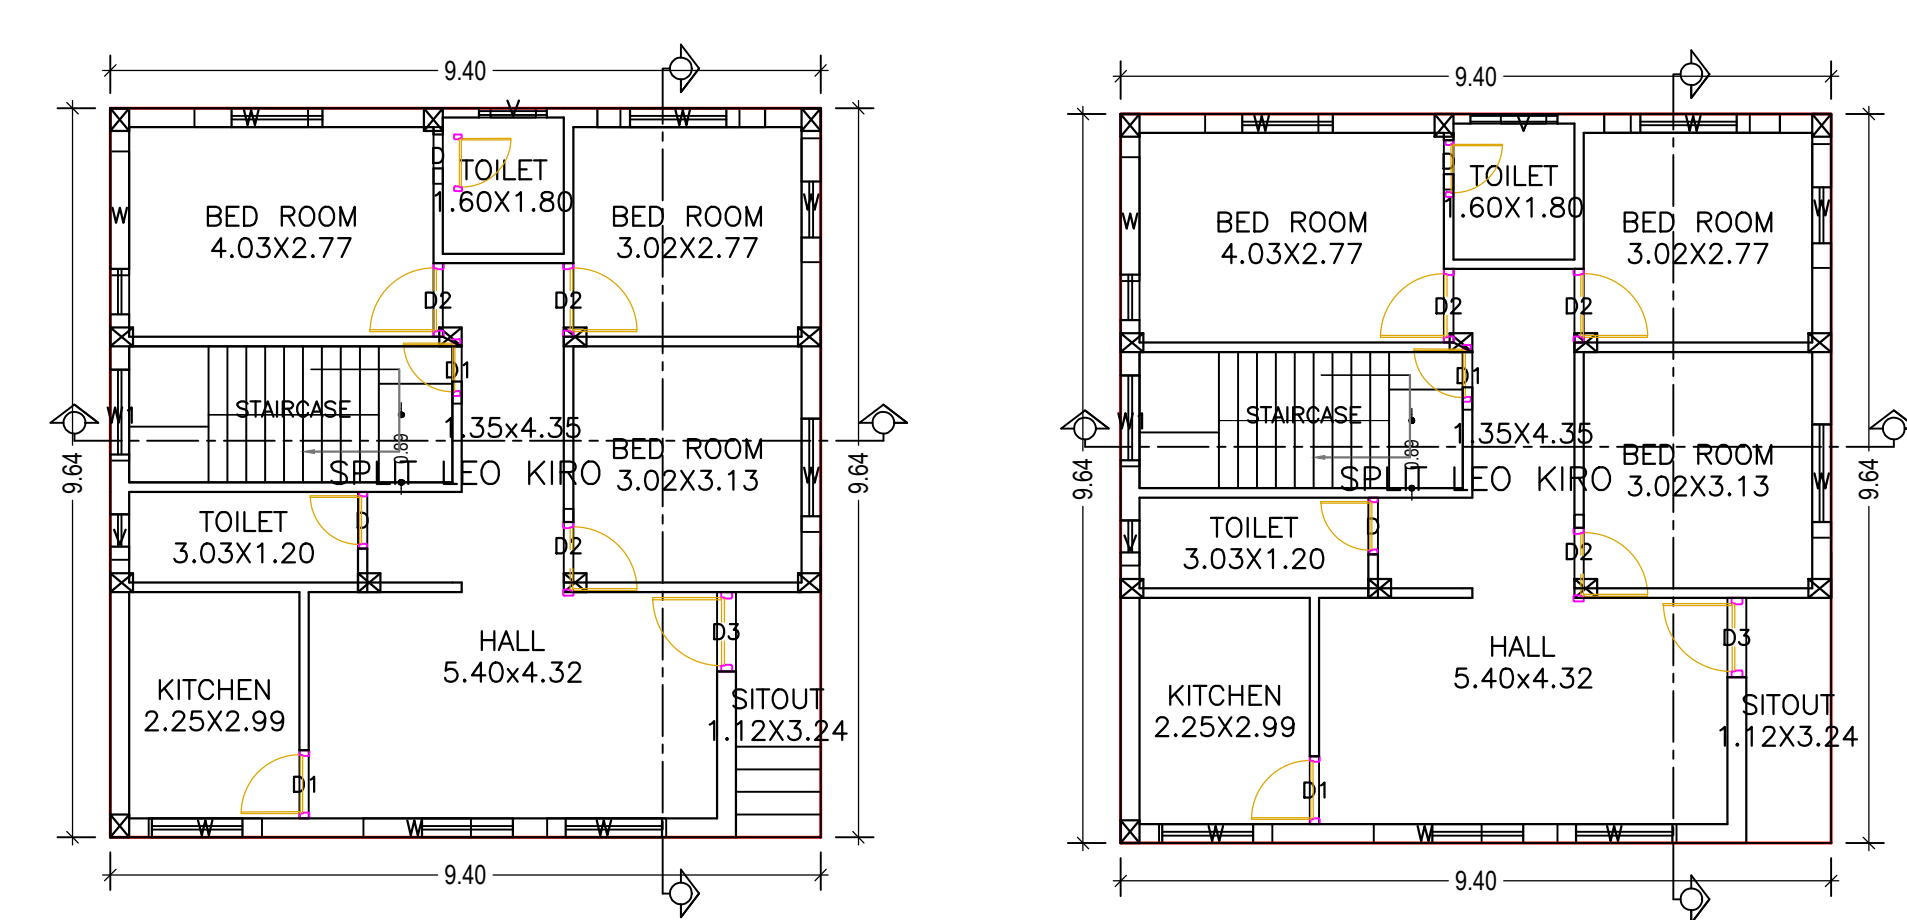 9.40
W
V
W
D
TOILET
1.60X1.80
BED ROOM
4.03X2.77
BED ROOM
3.02X2.77
W
W
D2
D2
D1
W1
STAIRCASE
0.89
1.35x4.35
SPLIT LEO KIRO
BED ROOM
3.02X3.13
W
9.64
9.64
TOILET
3.03X1.20
V
D
D2
HALL
5.40x4.32
D3
KITCHEN
2.25X2.99
SITOUT
1.12X3.24
D1
W
W
W
9.40
9.40
W
V
W
D
TOILET
1.60X1.80
BED ROOM
4.03X2.77
BED ROOM
3.02X2.77
W
W
D2
D2
D1
W1
STAIRCASE
0.89
1.35X4.35
SPLIT LEO KIRO
BED ROOM
3.02X3.13
W
9.64
9.64
TOILET
3.03X1.20
V
D
D2
HALL
5.40x4.32
D3
KITCHEN
2.25X2.99
SITOUT
1.12X3.24
D1
W
W
W
9.40